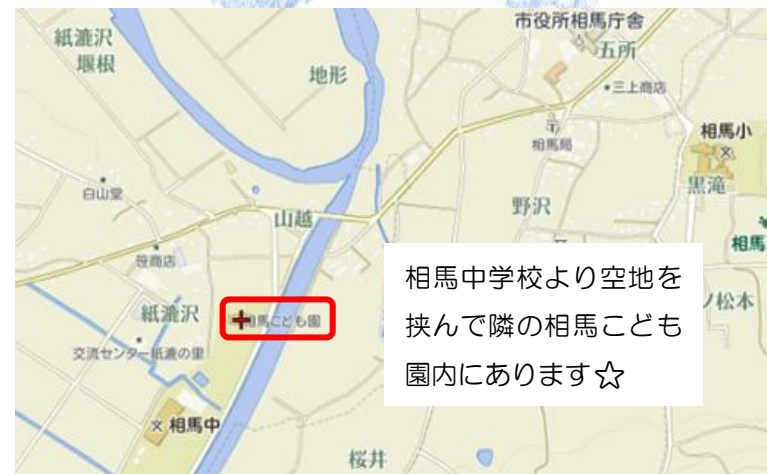 市役所相馬庁舎
五所
紙漉沢
堰根
地形
三上商店
相馬局
相馬小
黒滝
白山堂
山越
野沢
相馬
笹商店
紙漉沢
相馬こども園
ノ松本
交流センター紙漉の里
相馬中
桜井
相馬中学校より空地を
挟んで隣の相馬こども
園内にあります☆